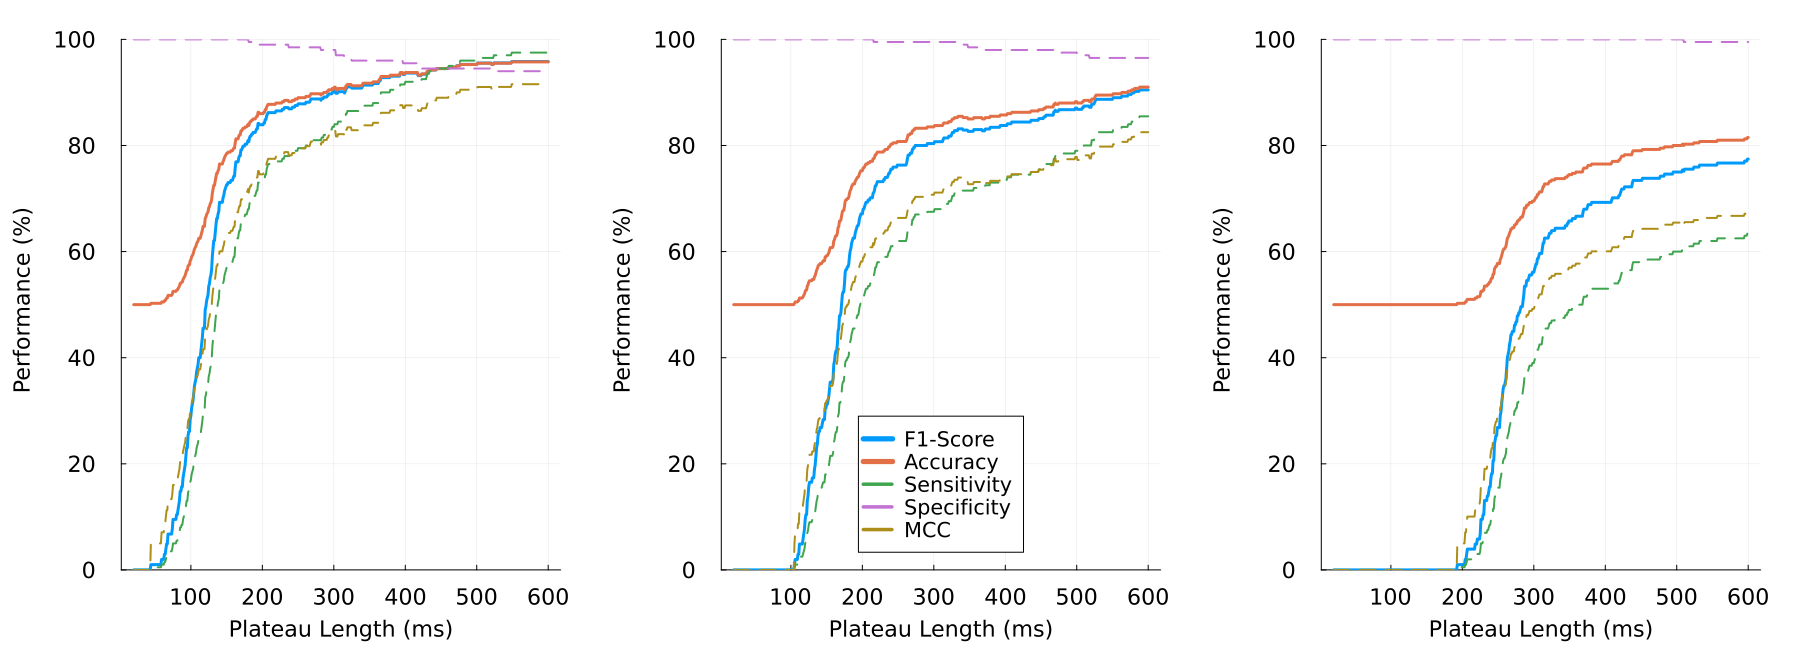 100
80
60
40
20
0
Performance (%)
100 200 300 400 500 600
Plateau Length (ms)
100
80
60
40
20
0
Performance (%)
F1-Score
Accuracy
Sensitivity
Specificity
MCC
100 200 300 400 500 600
Plateau Length (ms)
100
80
60
40
20
0
Performance (%)
100 200 300 400 500 600
Plateau Length (ms)